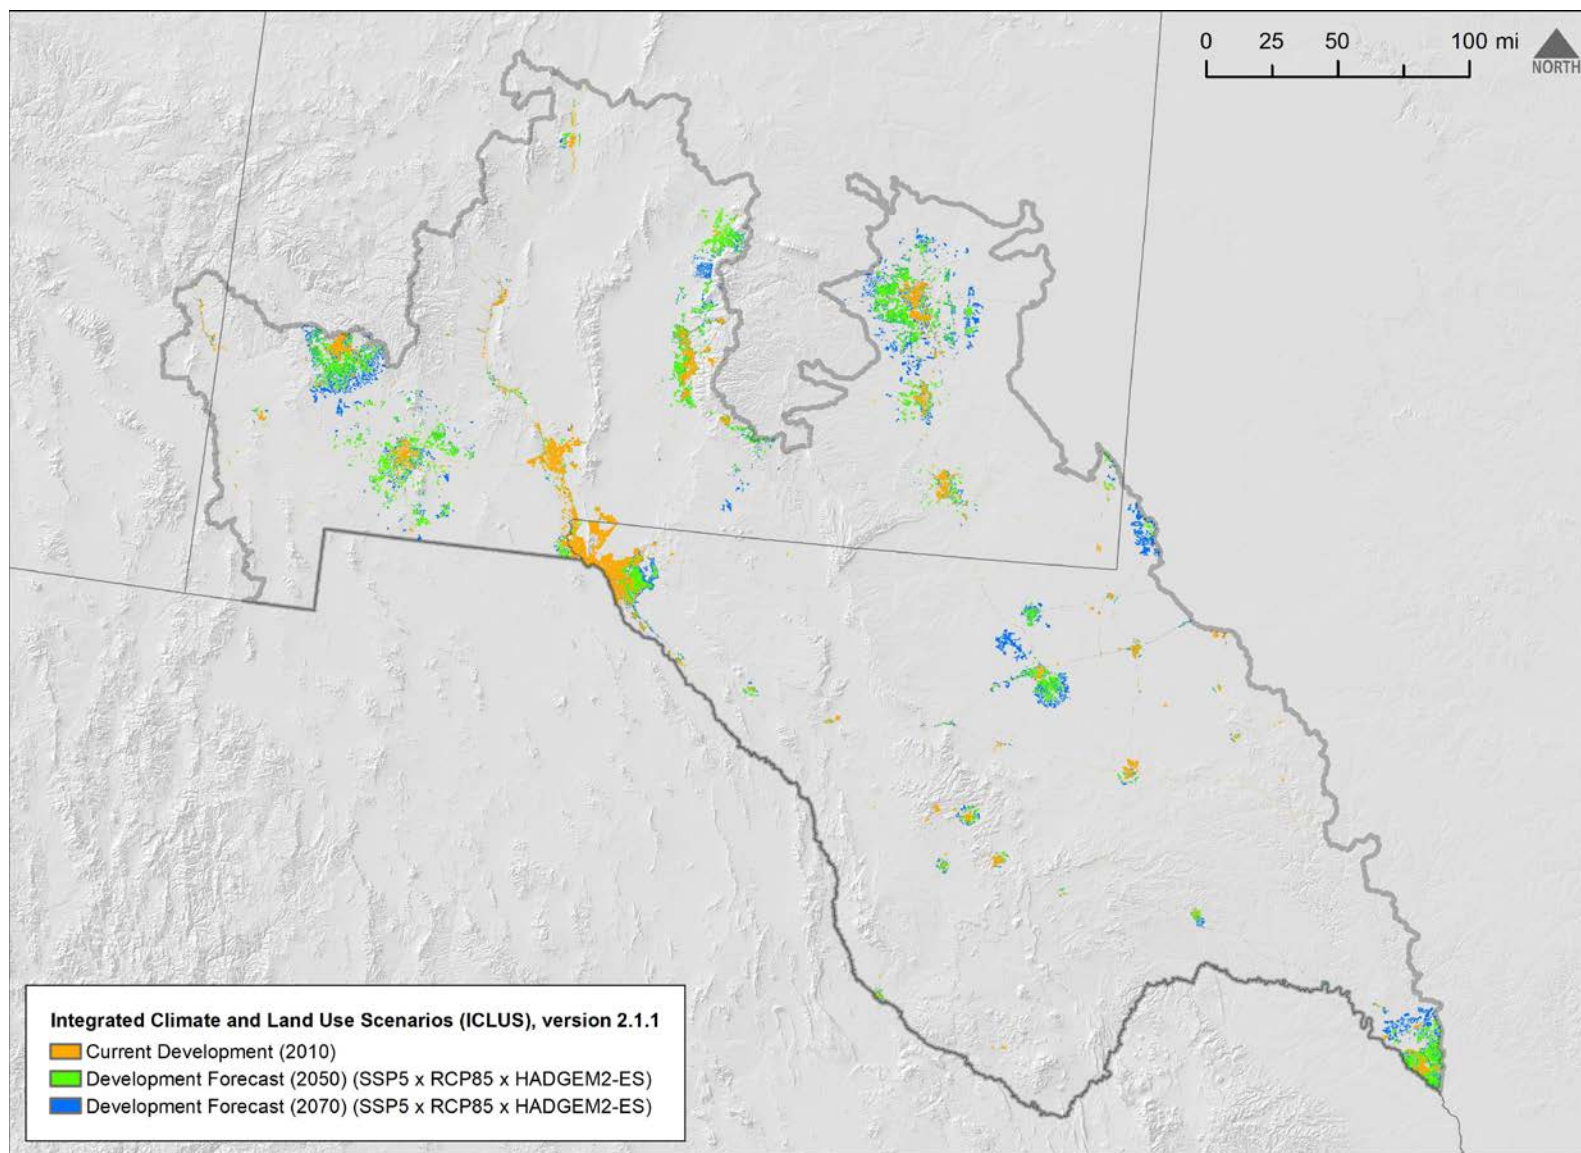 0 25 50 100 mi
NORTH
Integrated Climate and Land Use Scenarios (ICLUS), version 2.1.1
Current Development (2010)
Development Forecast (2050) (SSP5 x RCP85 x HADGEM2-ES)
Development Forecast (2070) (SSP5 x RCP85 x HADGEM2-ES)